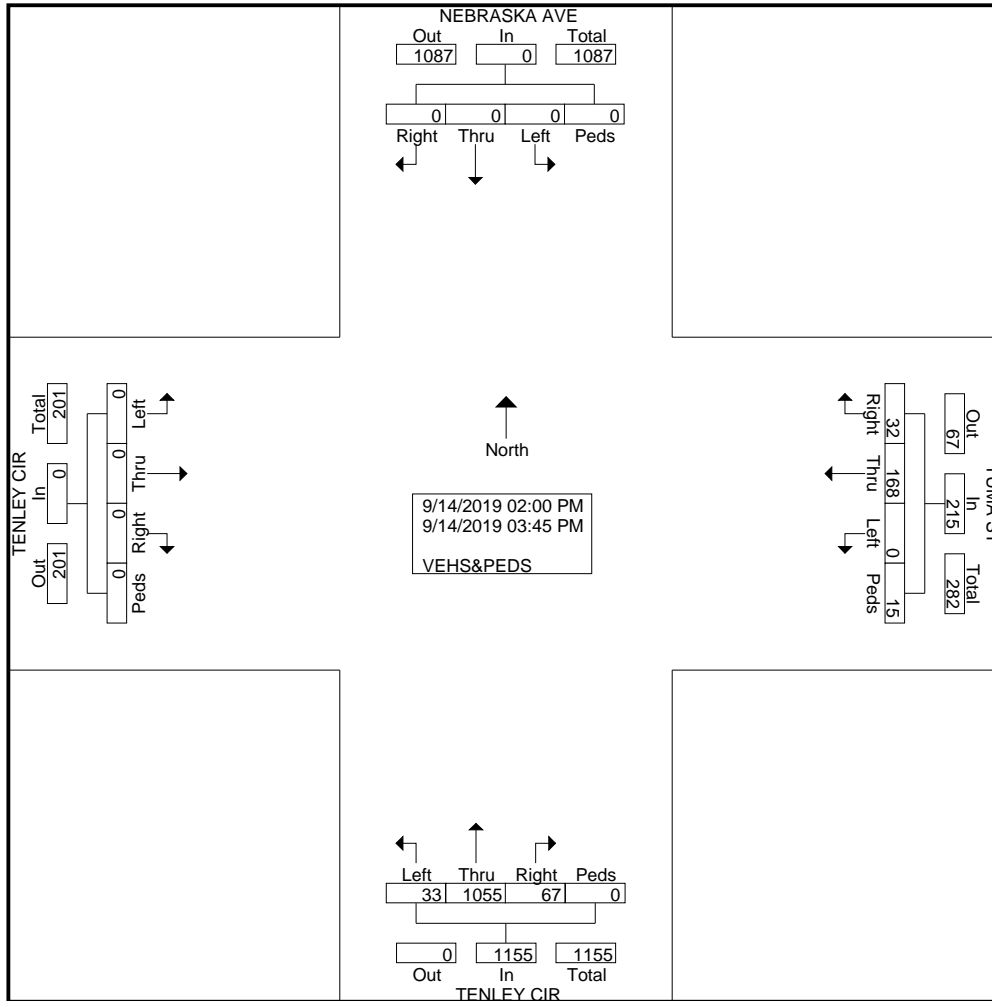 NEBRASKA AVE
Out In Total
1087 0 1087
0 0 0 0
Right Thru Left Peds
TENLEY CIR
Total In Out
201 0 201
0 0 0 0
Left Thru Right Peds
North
9/14/2019 02:00 PM
9/14/2019 03:45 PM
VEHS&PEDS
Right Thru Left Peds
32 168 0 15
Out In Total
67 215 282
Left Thru Right Peds
33 1055 67 0
0 1155 1155
Out In Total
TENLEY CIR